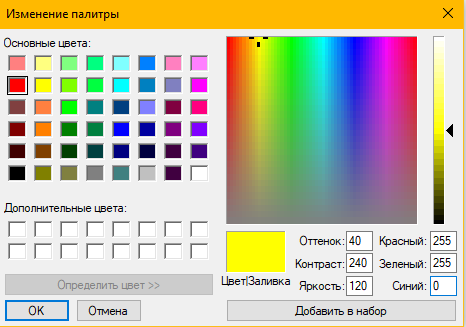 Изменение палитры
Основные цвета:
Дополнительные цвета:
Определить цвет >>
OK
Отмена
Цвет|Заливка
Оттенок: 40
Контраст: 240
Яркость: 120
Красный: 255
Зеленый: 255
Синий: 0
Добавить в набор